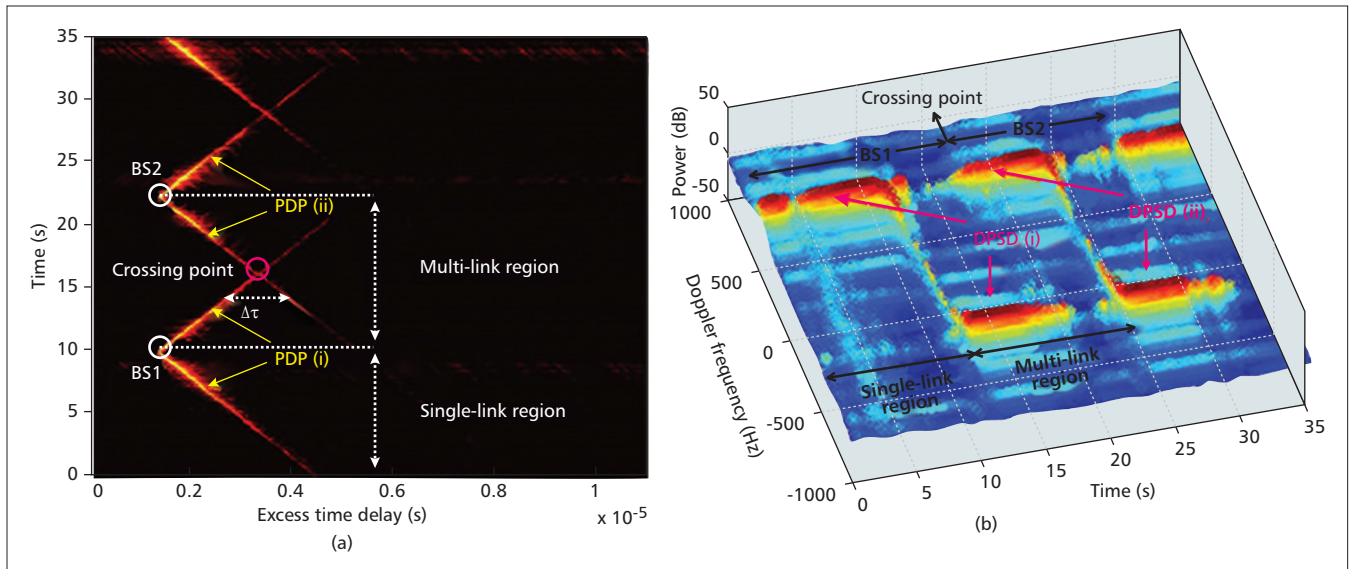 35
30
25
20
15
10
5
0
Time (s)
BS2
PDP (ii)
Crossing point
Multi-link region
Δτ
PDP (i)
BS1
Single-link region
0
0.2
0.4
0.6
0.8
1
x 10-5
Excess time delay (s)
(a)
50
0
-50
Power (dB)
Crossing point
BS1
BS2
DPSD (i)
DPSD (ii)
1000
500
0
-500
-1000
Doppler frequency (Hz)
Single-link
region
Multi-link
region
0
5
10
15
20
25
30
35
Time (s)
(b)